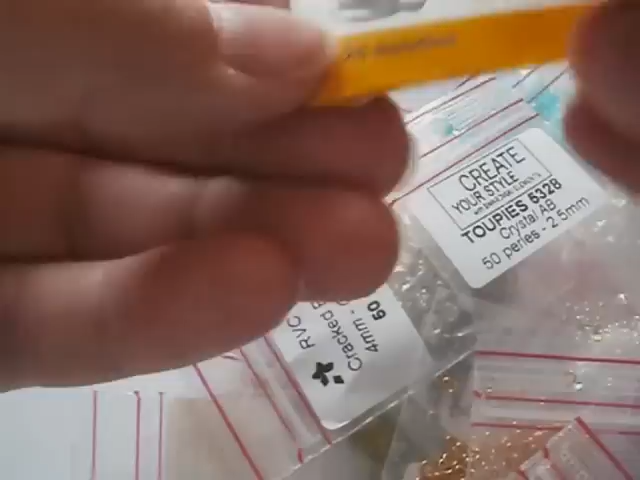 CREATE
YOUR STYLE
TOUPIES 5328
Crystal AB
50 perles - 2.5mm
RVC
Cracked
4mm -
60